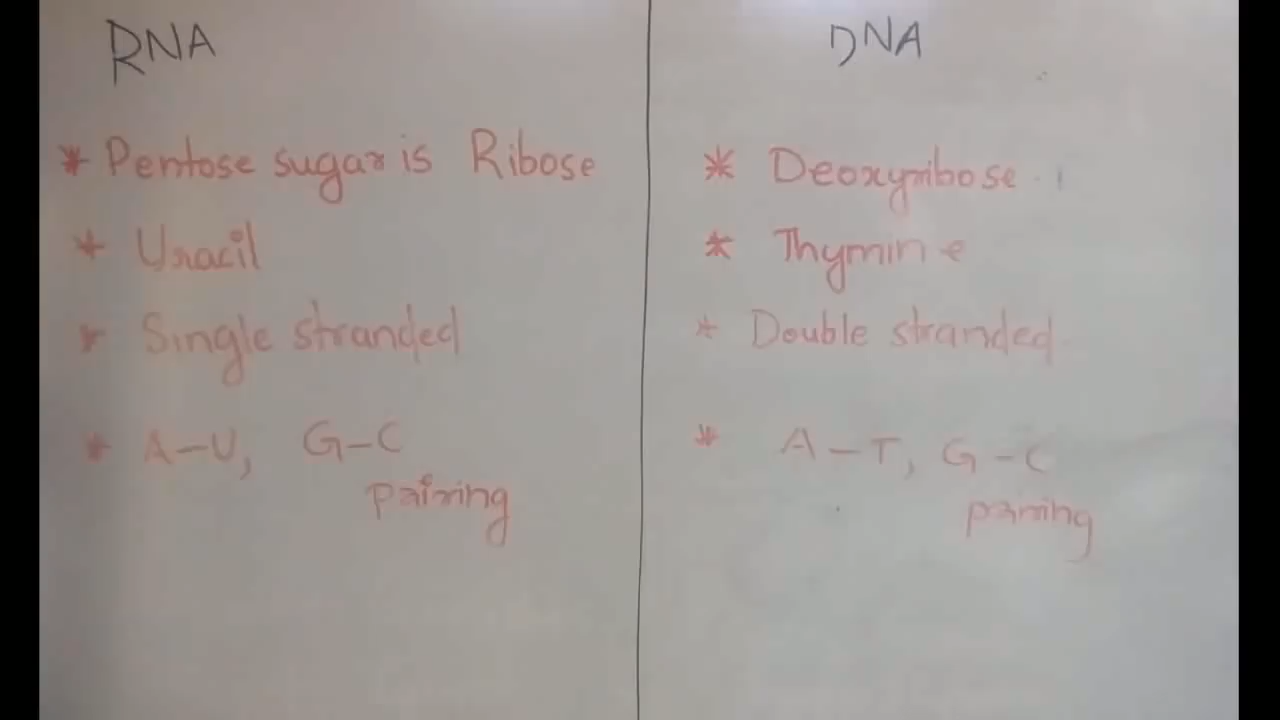 RNA
* Pentose sugar is Ribose
* Uracil
* Single stranded
* A-U, G-C
pairing
DNA
* Deoxyribose
* Thymine
* Double stranded
* A-T, G-C
pairing